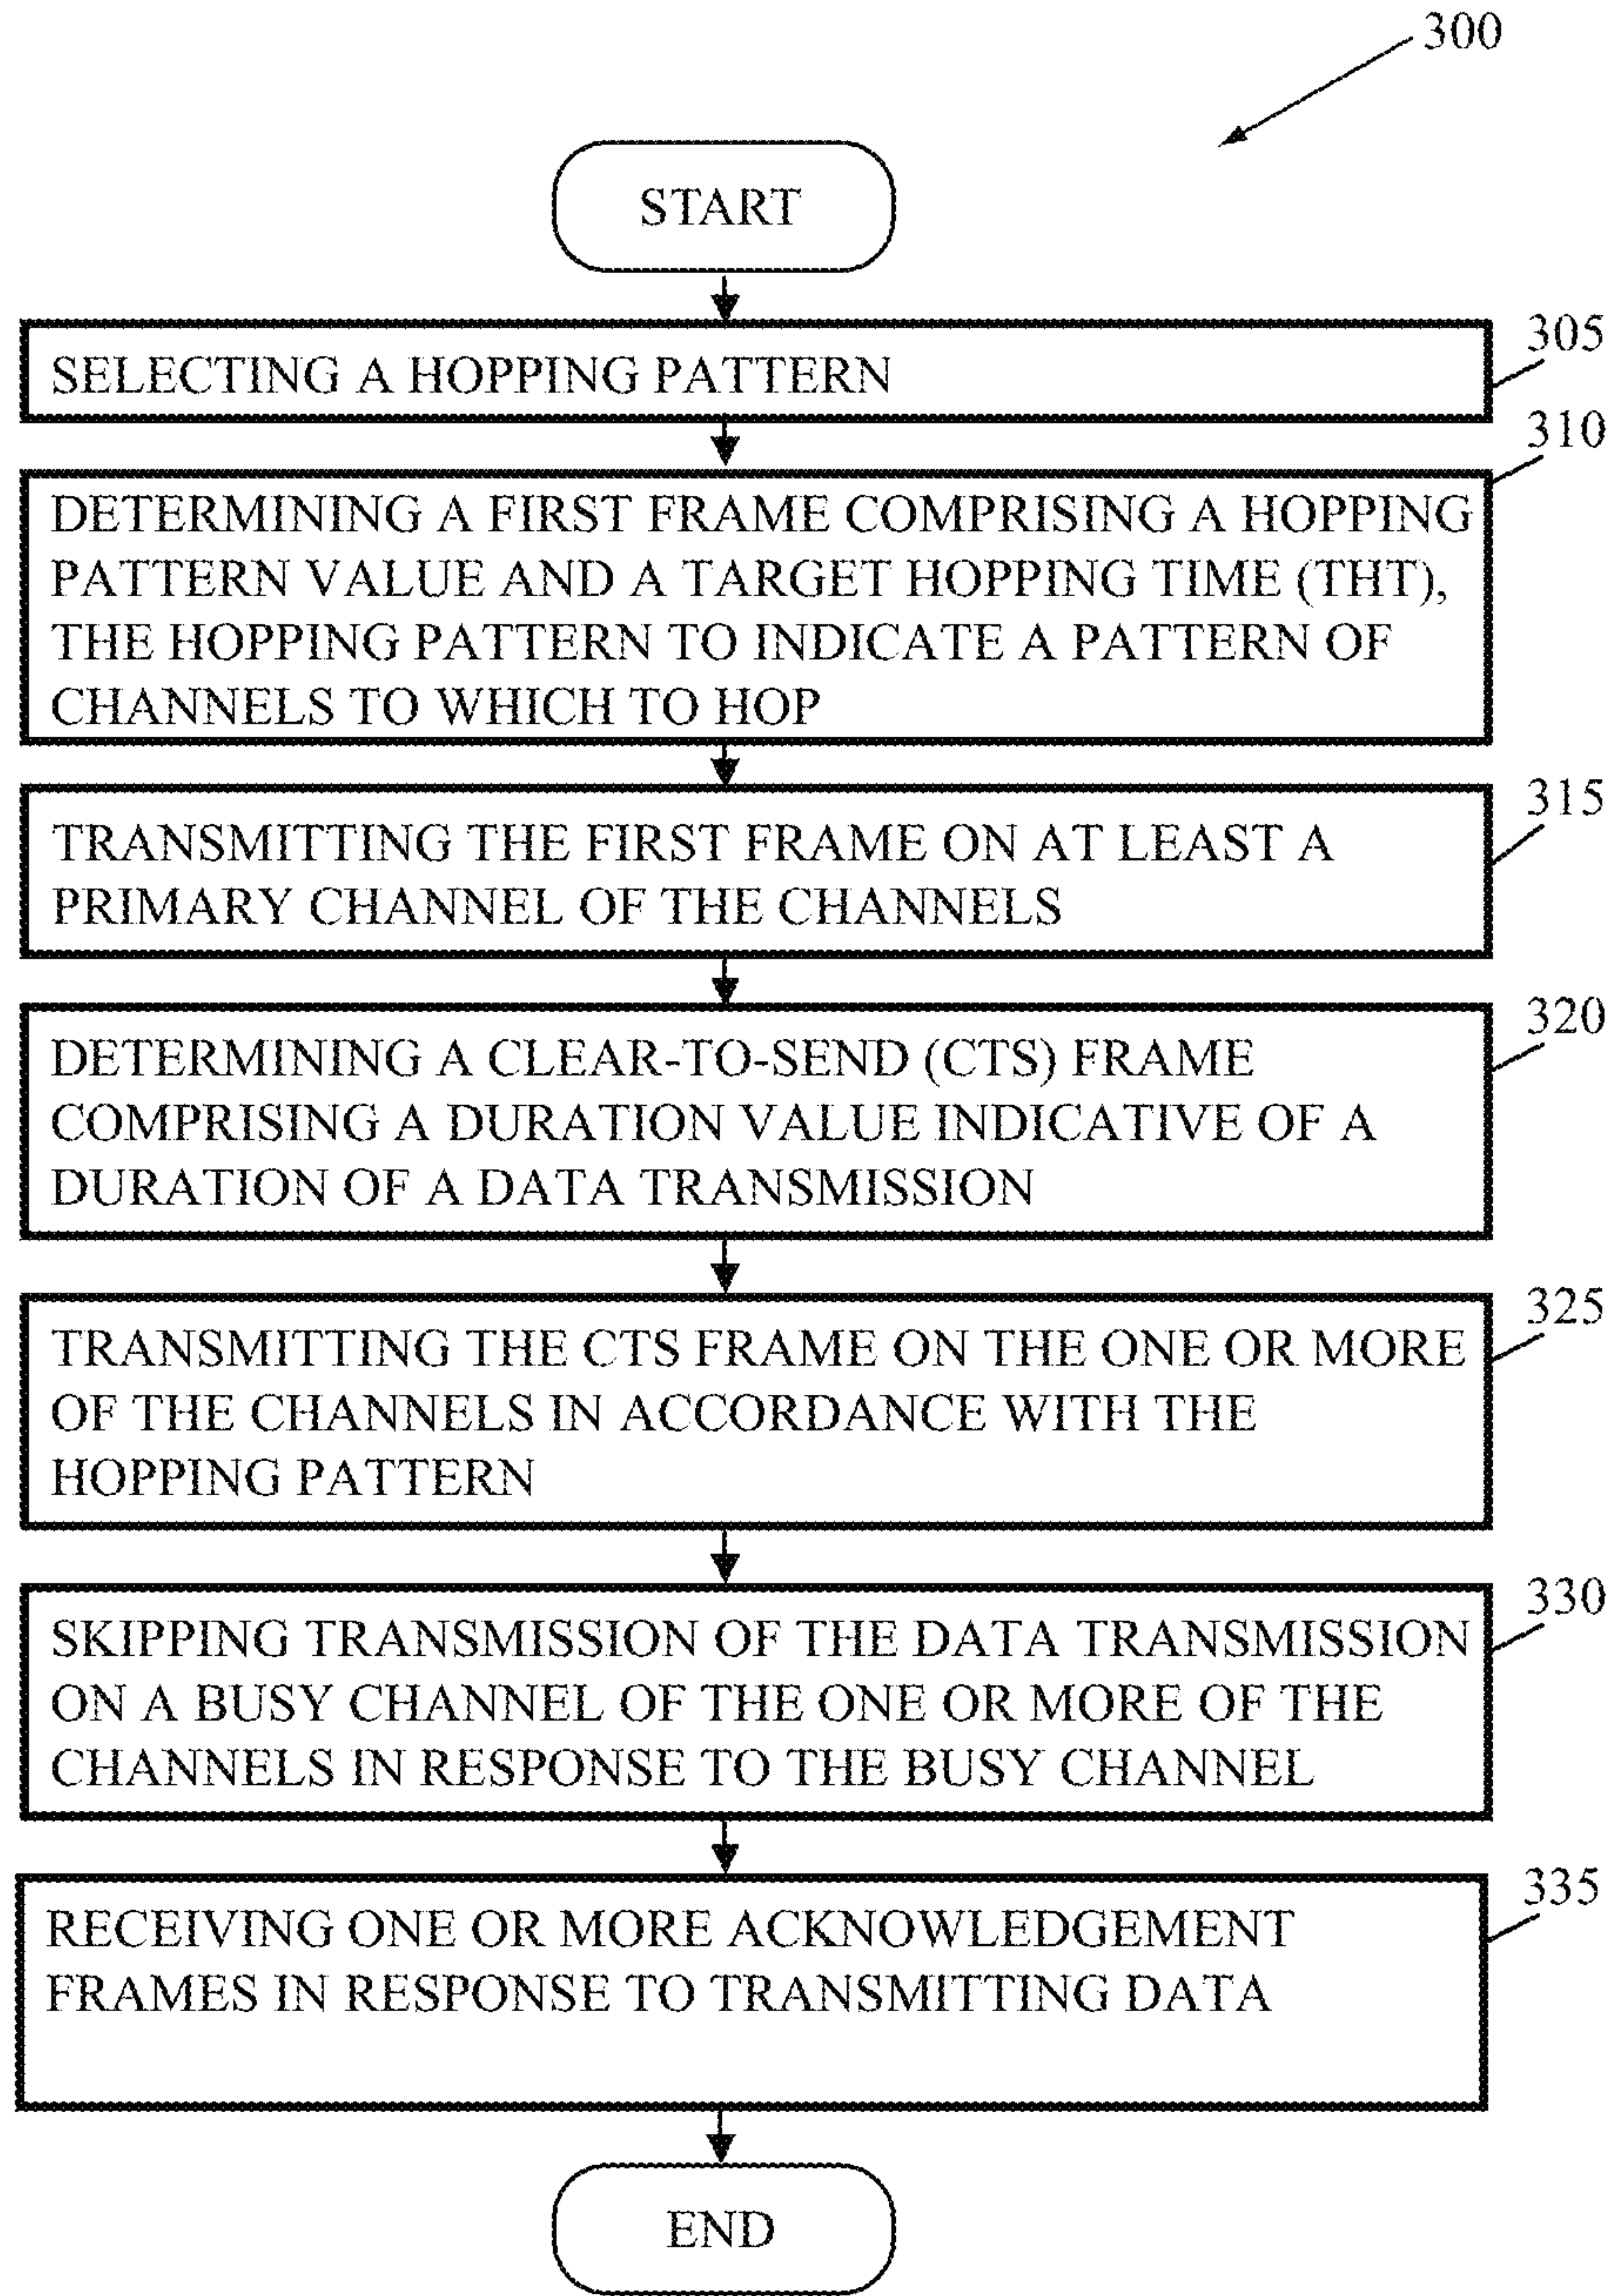 300
START
305
SELECTING A HOPPING PATTERN
310
DETERMINING A FIRST FRAME COMPRISING A HOPPING
PATTERN VALUE AND A TARGET HOPPING TIME (THT),
THE HOPPING PATTERN TO INDICATE A PATTERN OF
CHANNELS TO WHICH TO HOP
315
TRANSMITTING THE FIRST FRAME ON AT LEAST A
PRIMARY CHANNEL OF THE CHANNELS
320
DETERMINING A CLEAR-TO-SEND (CTS) FRAME
COMPRISING A DURATION VALUE INDICATIVE OF A
DURATION OF A DATA TRANSMISSION
325
TRANSMITTING THE CTS FRAME ON THE ONE OR MORE
OF THE CHANNELS IN ACCORDANCE WITH THE
HOPPING PATTERN
330
SKIPPING TRANSMISSION OF THE DATA TRANSMISSION
ON A BUSY CHANNEL OF THE ONE OR MORE OF THE
CHANNELS IN RESPONSE TO THE BUSY CHANNEL
335
RECEIVING ONE OR MORE ACKNOWLEDGEMENT
FRAMES IN RESPONSE TO TRANSMITTING DATA
END